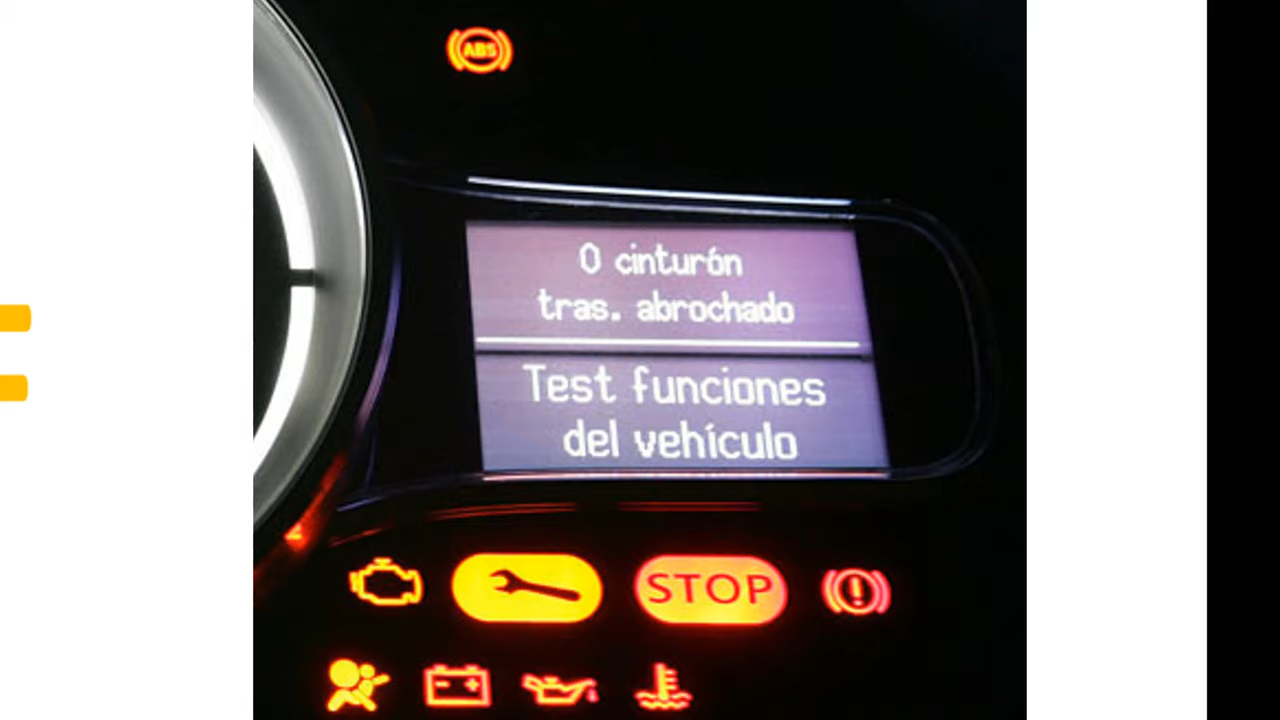 ABS
0 cinturón
tras. abrochado
Test funciones
del vehículo
STOP